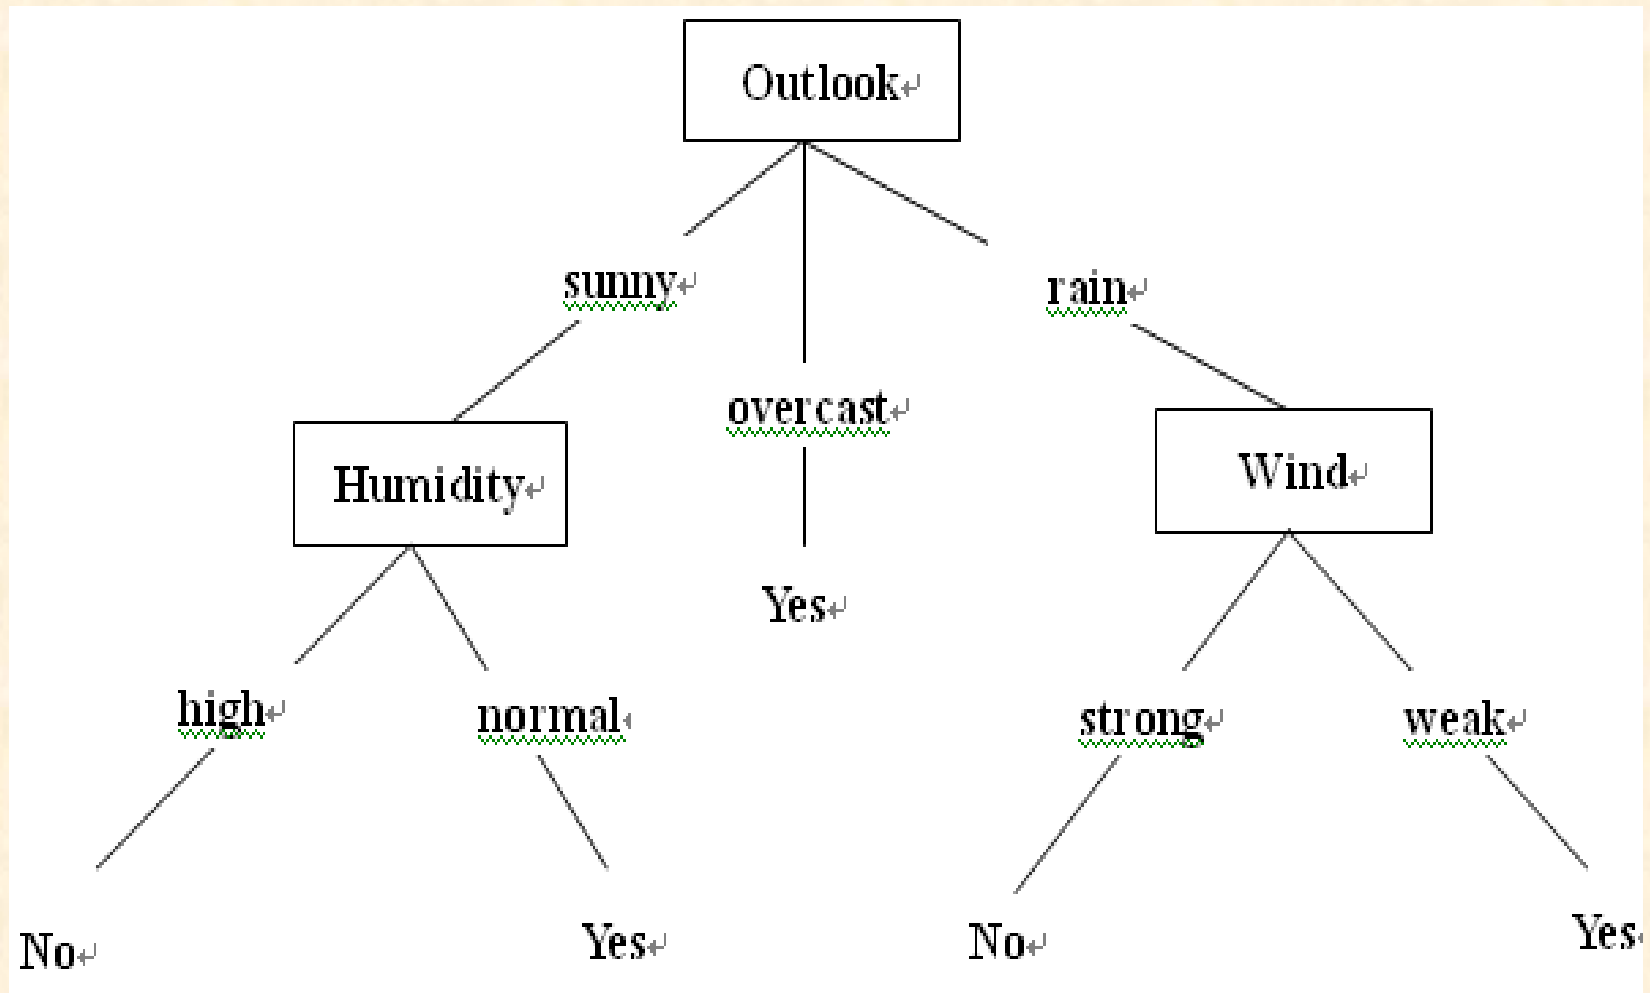 Outlook
sunny
rain
overcast
Humidity
Wind
Yes
high
normal
strong
weak
No
Yes
No
Yes